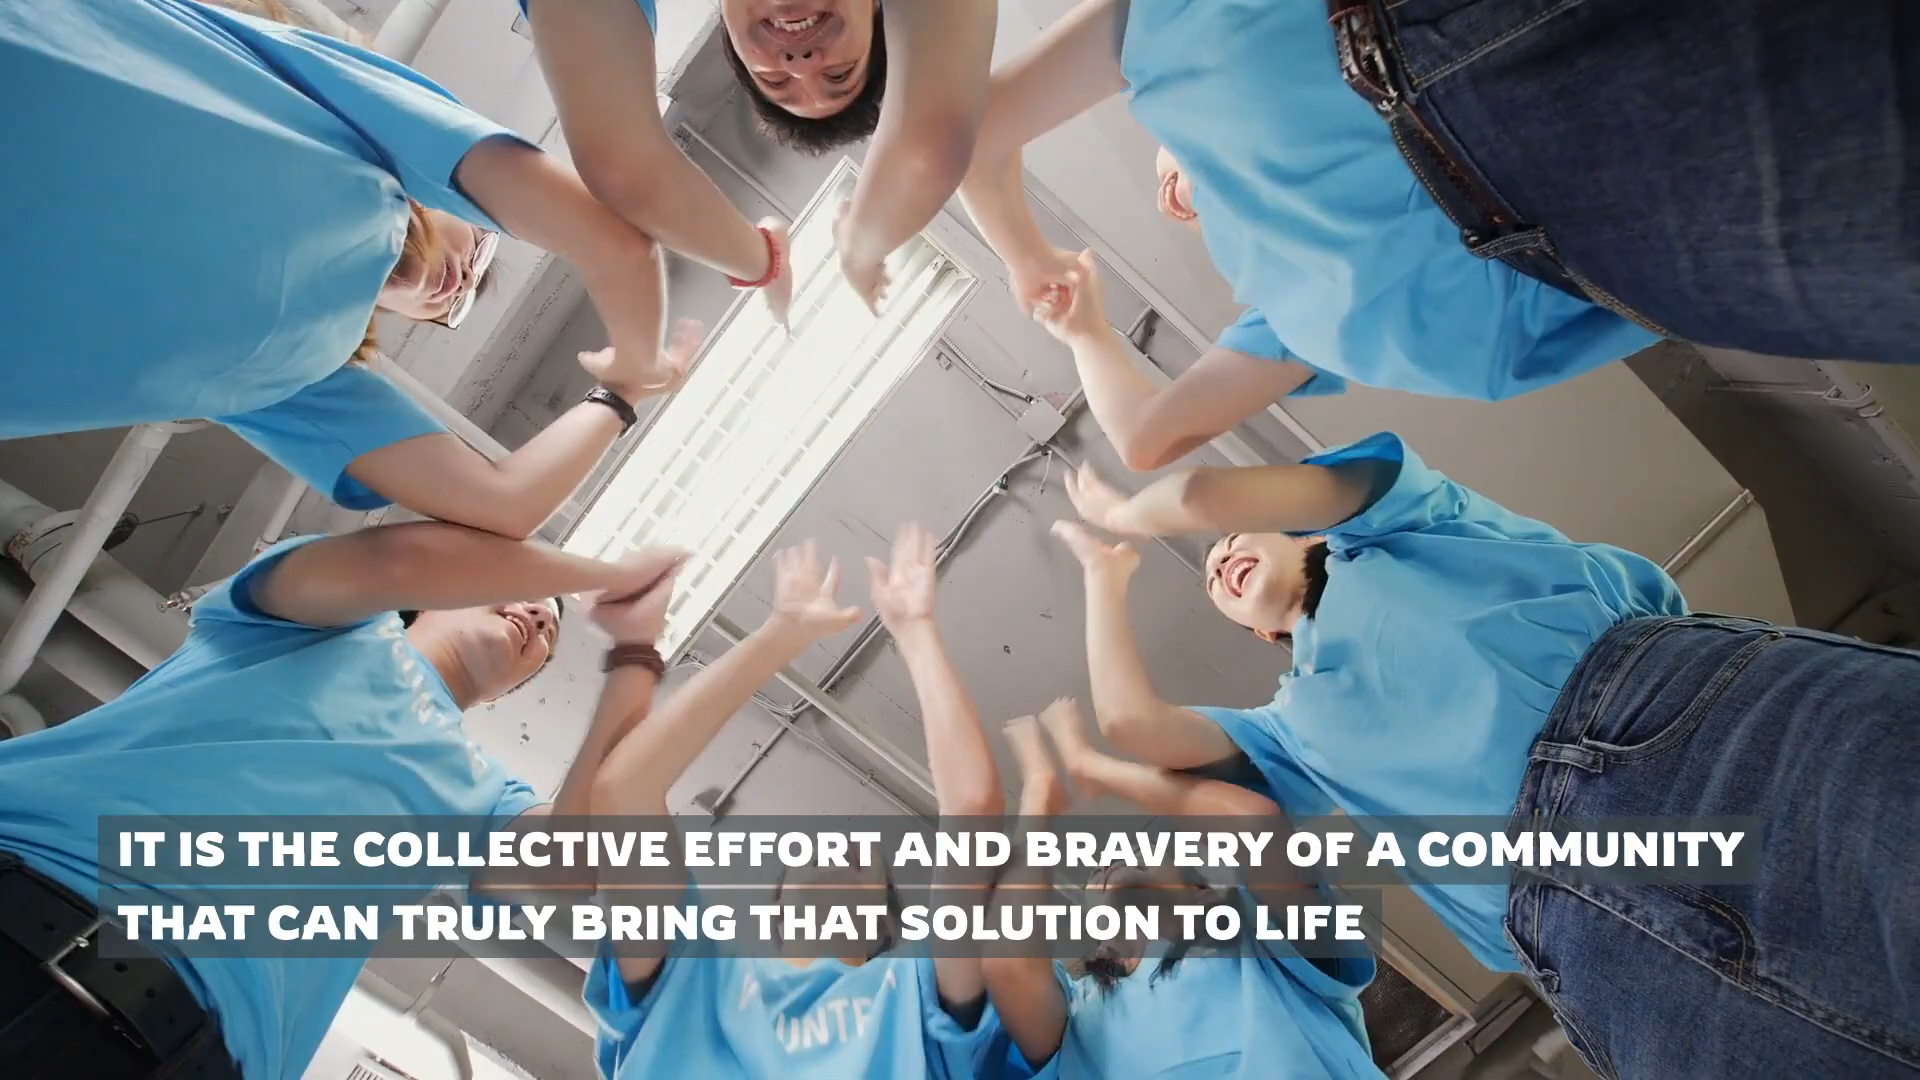 IT IS THE COLLECTIVE EFFORT AND BRAVERY OF A COMMUNITY
THAT CAN TRULY BRING THAT SOLUTION TO LIFE